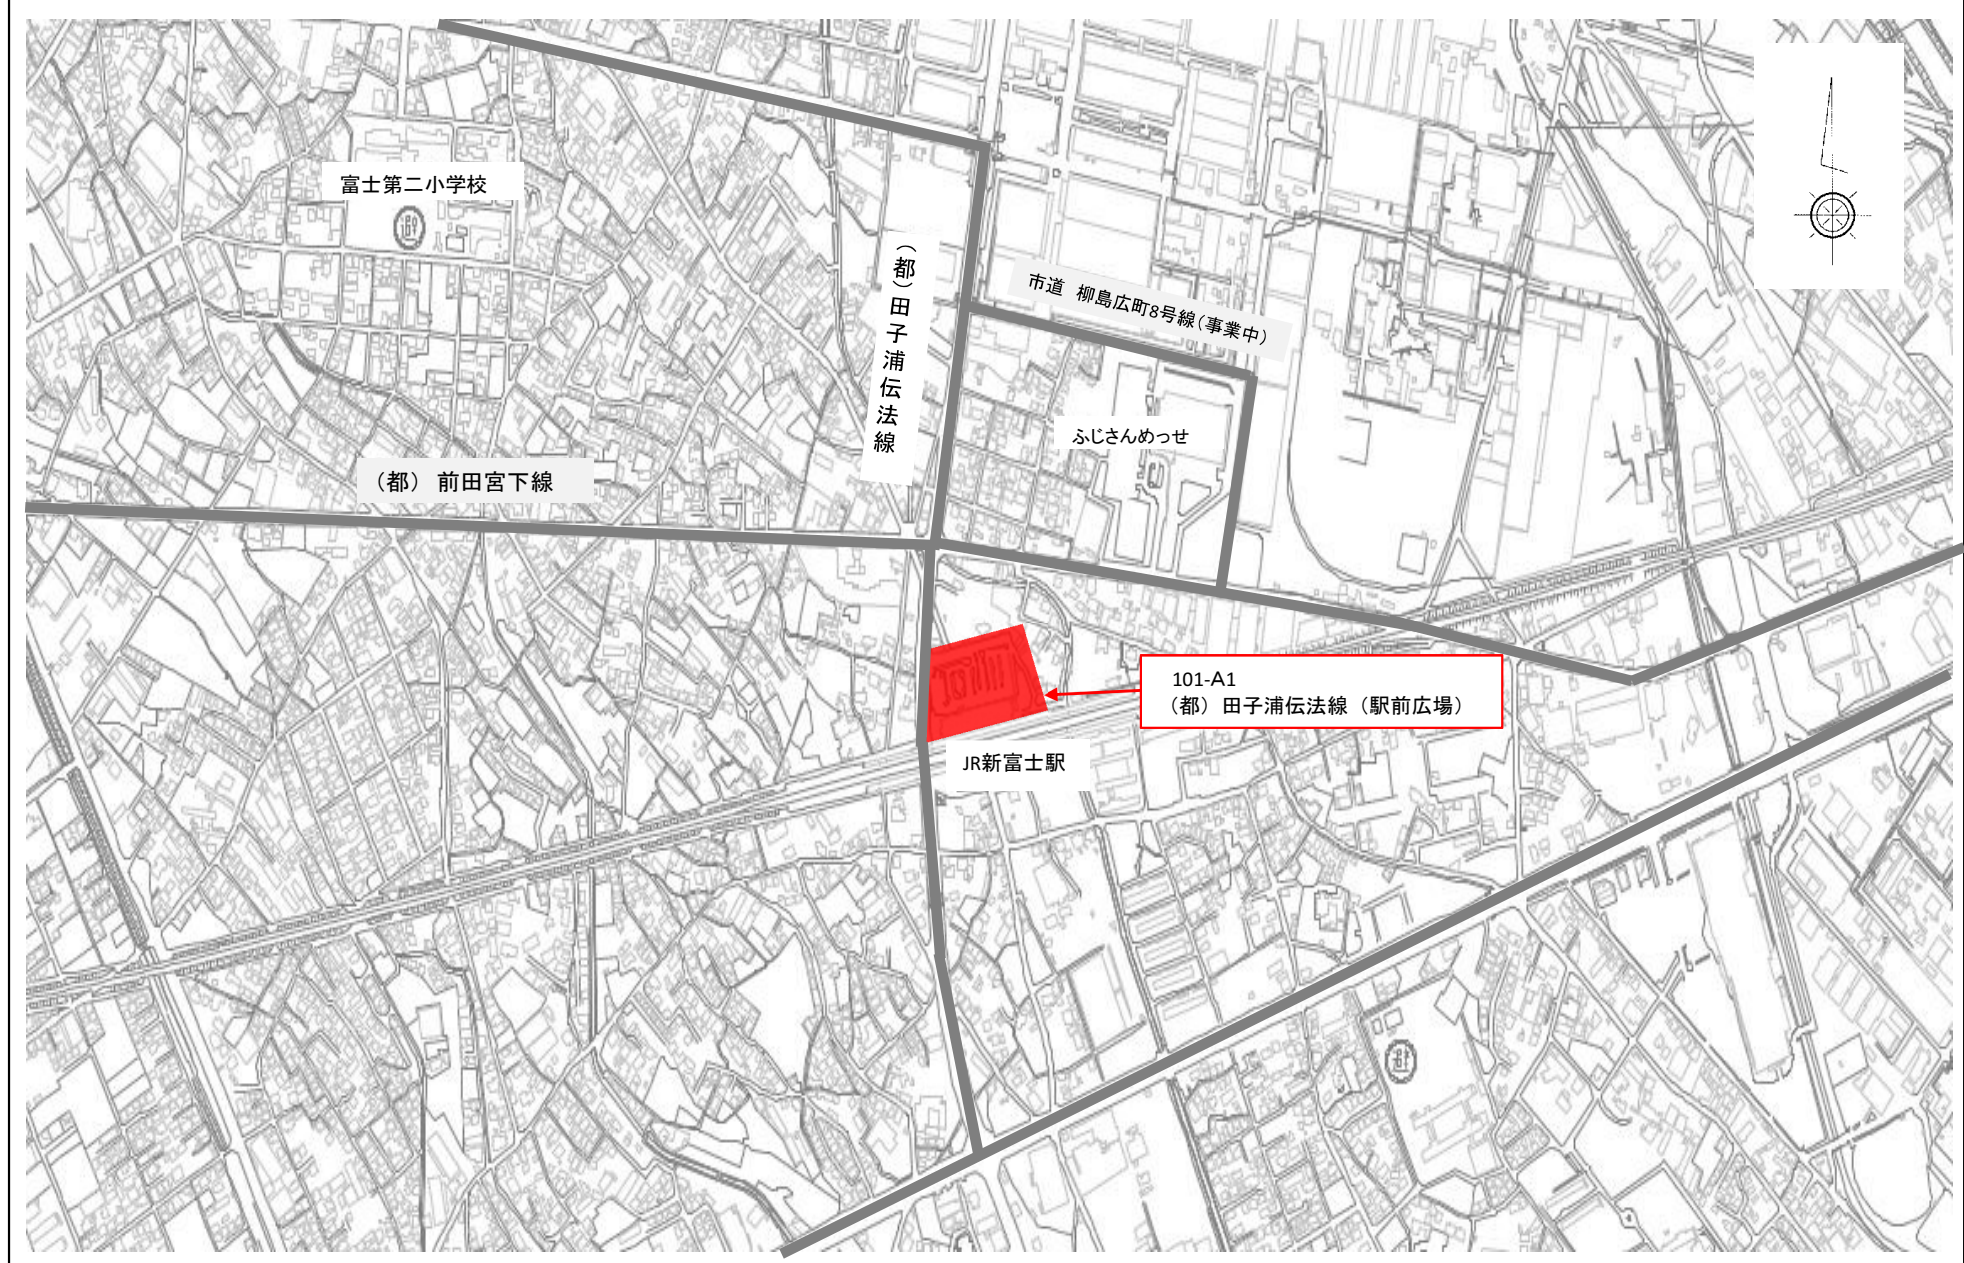 富士第二小学校
（都）田子浦伝法線
市道 柳島広町8号線（事業中）
ふじさんめっせ
（都） 前田宮下線
101-A1
（都） 田子浦伝法線 （駅前広場）
JR新富士駅